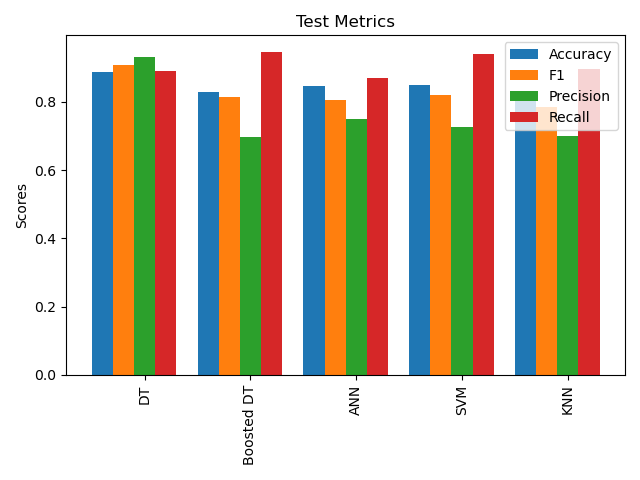 Test Metrics
Accuracy
F1
Precision
Recall
Scores
0.8
0.6
0.4
0.2
0.0
DT
Boosted DT
ANN
SVM
KNN